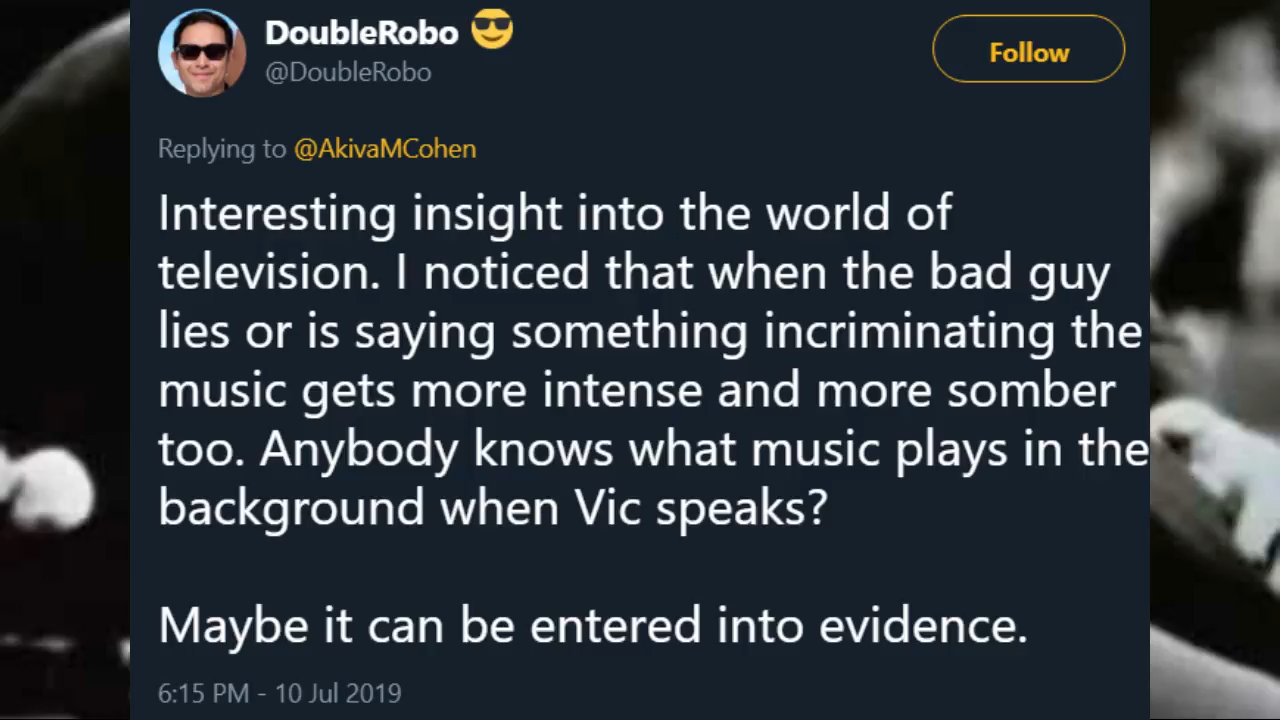 DoubleRobo 😎
@DoubleRobo
Follow
Replying to @AkivaMCohen
Interesting insight into the world of
television. I noticed that when the bad guy
lies or is saying something incriminating the
music gets more intense and more somber
too. Anybody knows what music plays in the
background when Vic speaks?
Maybe it can be entered into evidence.
6:15 PM - 10 Jul 2019